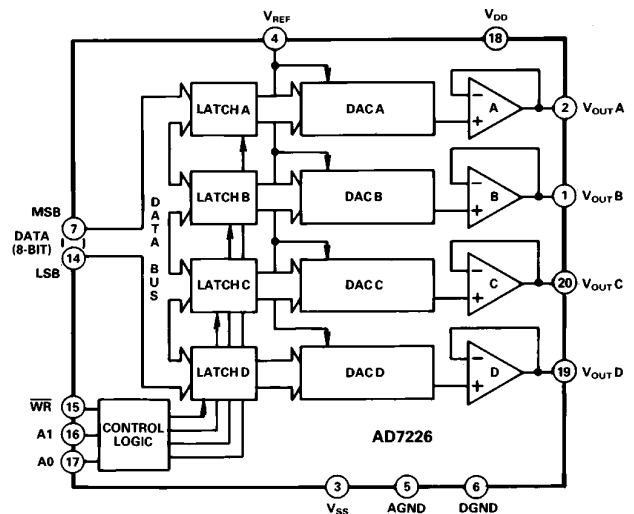 VREF
4
VDD
18
LATCH A
DAC A
A
2
VOUT A
LATCH B
DAC B
B
1
VOUT B
MSB
7
DATA
(8-BIT)
14
LSB
DATA BUS
LATCH C
DAC C
C
20
VOUT C
LATCH D
DAC D
D
19
VOUT D
WR
15
A1
16
A0
17
CONTROL
LOGIC
AD7226
3
VSS
5
AGND
6
DGND